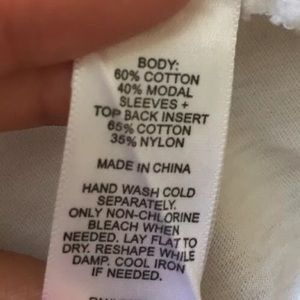 BODY:
60% COTTON
40% MODAL
SLEEVES +
TOP BACK INSERT
65% COTTON
35% NYLON
MADE IN CHINA
HAND WASH COLD
SEPARATELY.
ONLY NON-CHLORINE
BLEACH WHEN
NEEDED. LAY FLAT TO
DRY. RESHAPE WHILE
DAMP. COOL IRON
IF NEEDED.